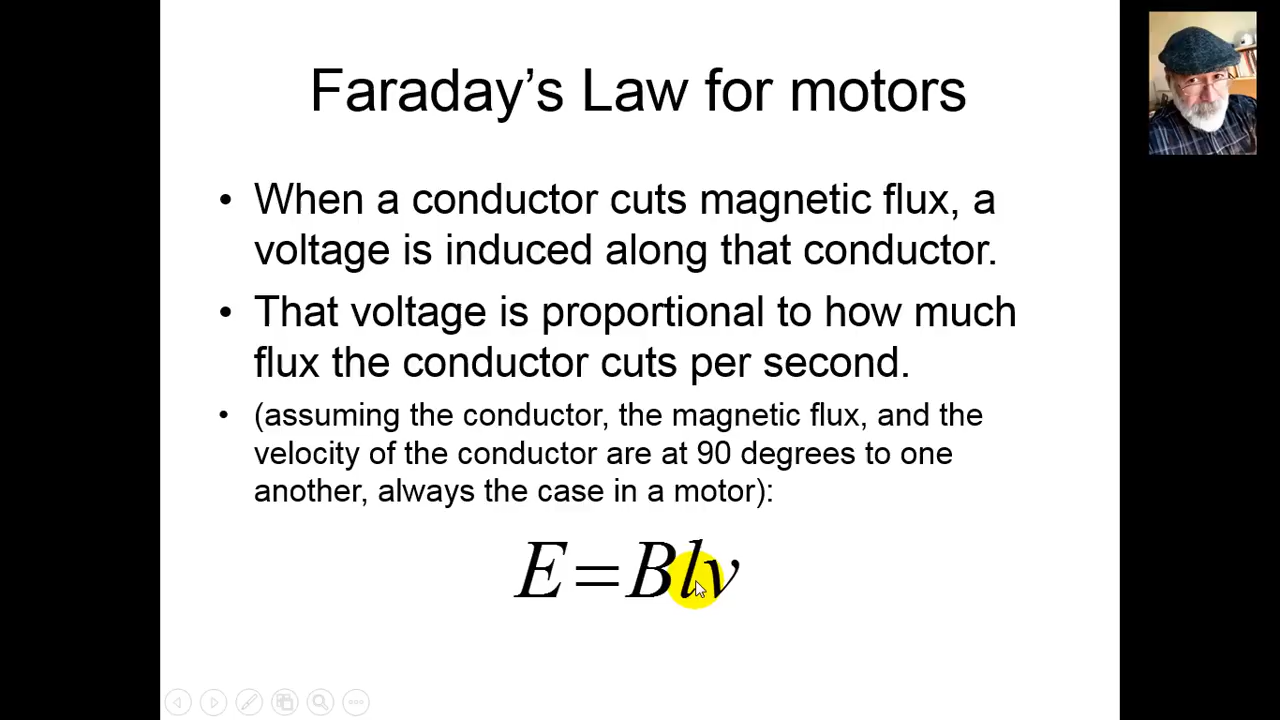 Faraday’s Law for motors
• When a conductor cuts magnetic flux, a
voltage is induced along that conductor.
• That voltage is proportional to how much
flux the conductor cuts per second.
• (assuming the conductor, the magnetic flux, and the
velocity of the conductor are at 90 degrees to one
another, always the case in a motor):
E=Blv